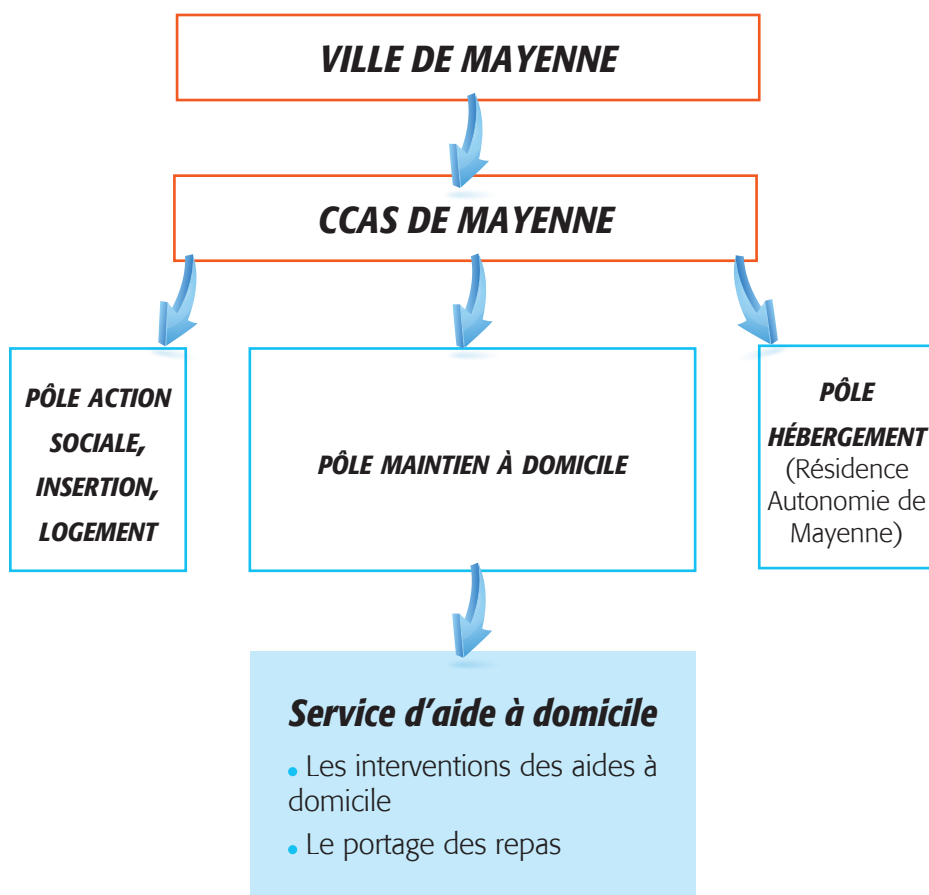 VILLE DE MAYENNE
CCAS DE MAYENNE
PÔLE ACTION
SOCIALE,
INSERTION,
LOGEMENT
PÔLE MAINTIEN À DOMICILE
PÔLE
HÉBERGEMENT
(Résidence
Autonomie de
Mayenne)
Service d'aide à domicile
• Les interventions des aides à
domicile
• Le portage des repas